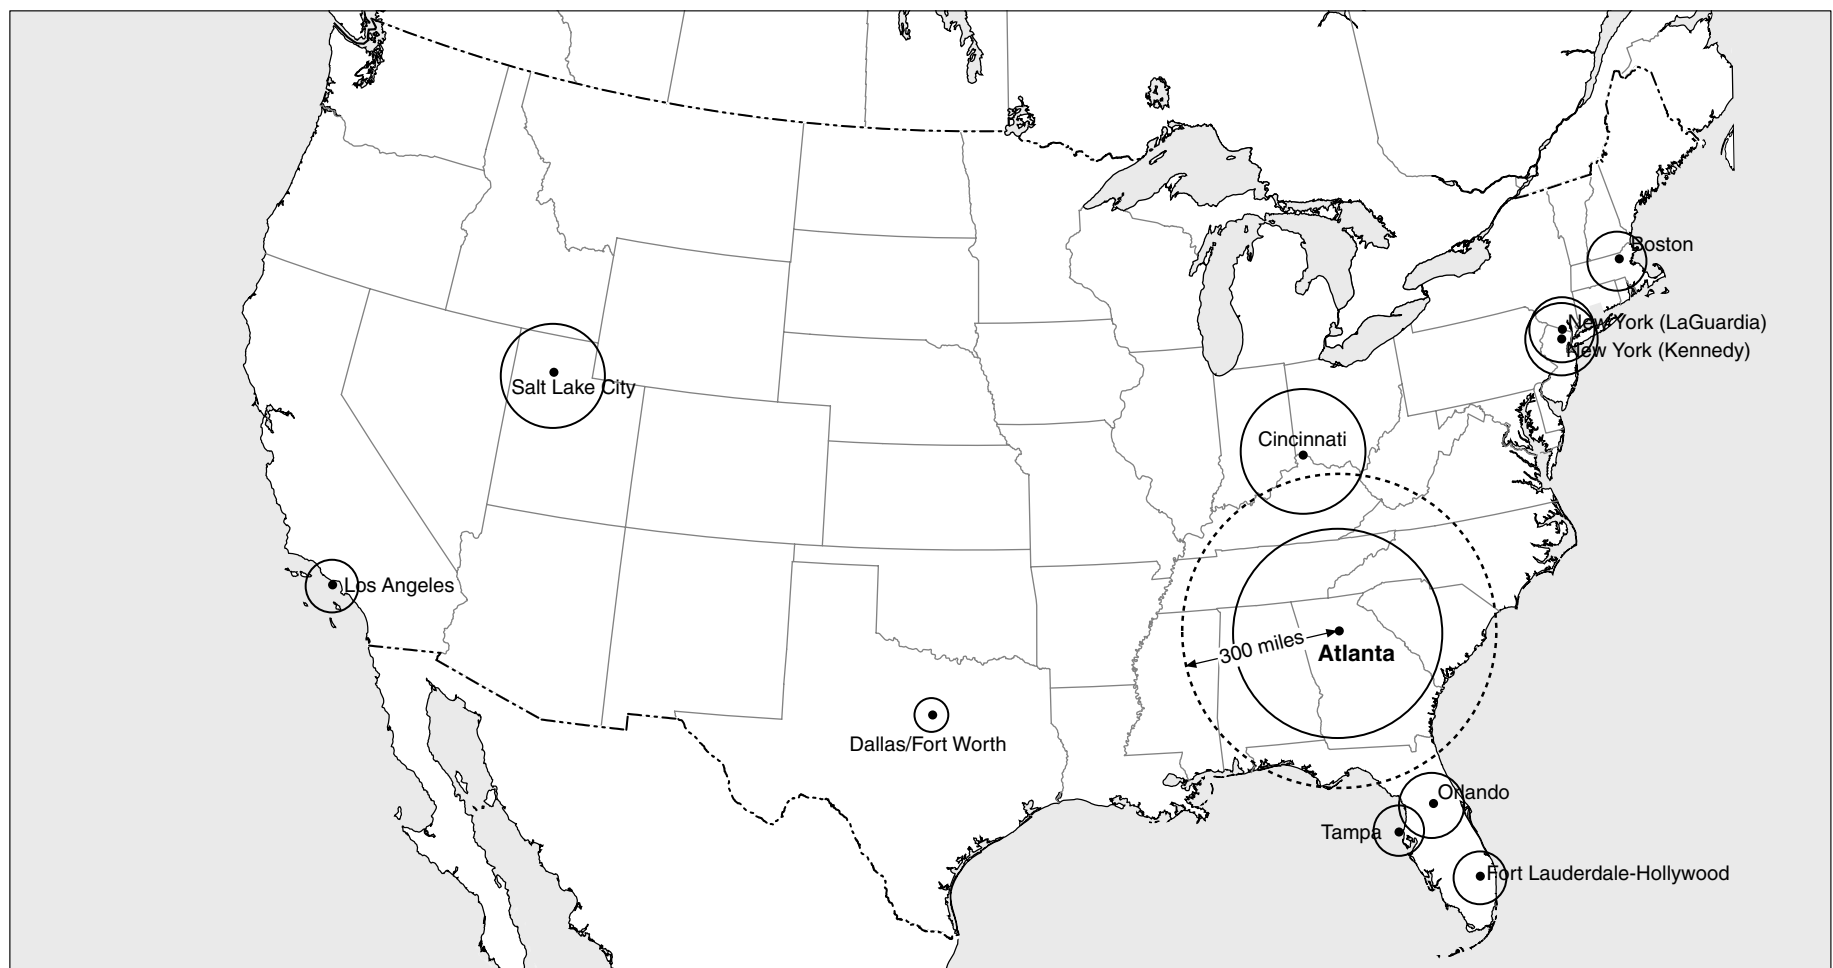 Boston
New York (LaGuardia)
New York (Kennedy)
Salt Lake City
Cincinnati
Los Angeles
300 miles
Atlanta
Dallas/Fort Worth
Orlando
Tampa
Fort Lauderdale-Hollywood